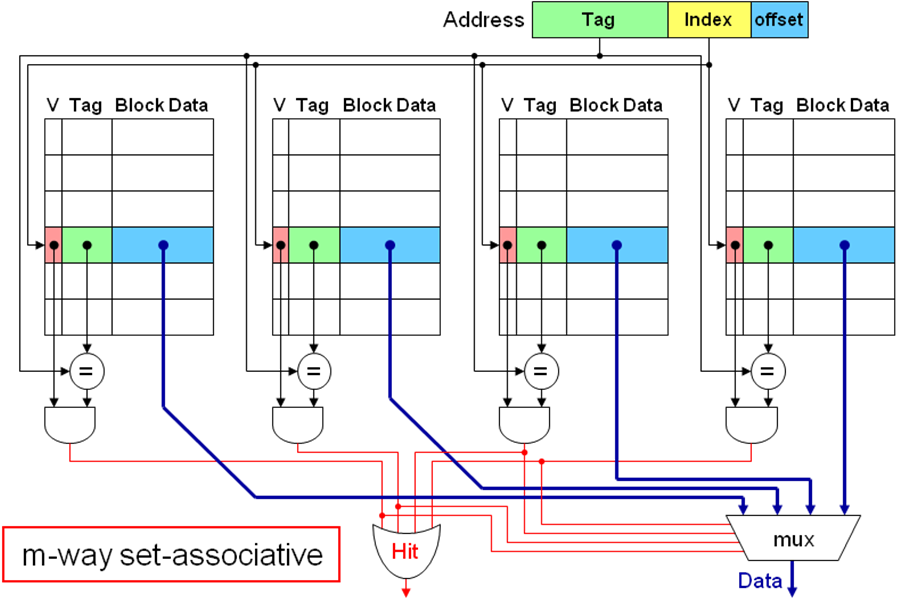 Address Tag Index offset
V Tag Block Data V Tag Block Data V Tag Block Data V Tag Block Data
= = = =
m-way set-associative
Hit
mux
Data